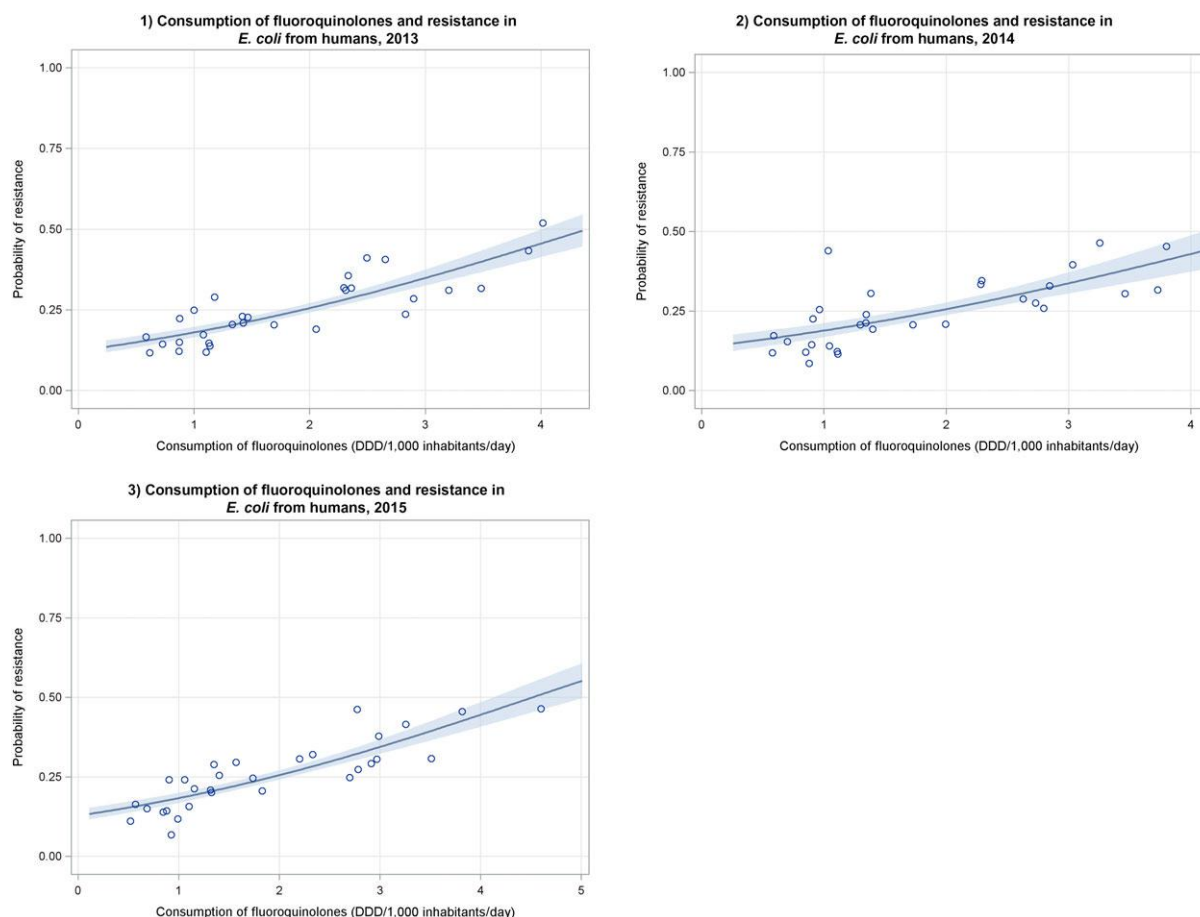 1) Consumption of fluoroquinolones and resistance in
E. coli from humans, 2013
1.00
0.75
0.50
0.25
0.00
Probability of resistance
0 1 2 3 4
Consumption of fluoroquinolones (DDD/1,000 inhabitants/day)
2) Consumption of fluoroquinolones and resistance in
E. coli from humans, 2014
1.00
0.75
0.50
0.25
0.00
Probability of resistance
0 1 2 3 4
Consumption of fluoroquinolones (DDD/1,000 inhabitants/day)
3) Consumption of fluoroquinolones and resistance in
E. coli from humans, 2015
1.00
0.75
0.50
0.25
0.00
Probability of resistance
0 1 2 3 4 5
Consumption of fluoroquinolones (DDD/1,000 inhabitants/day)